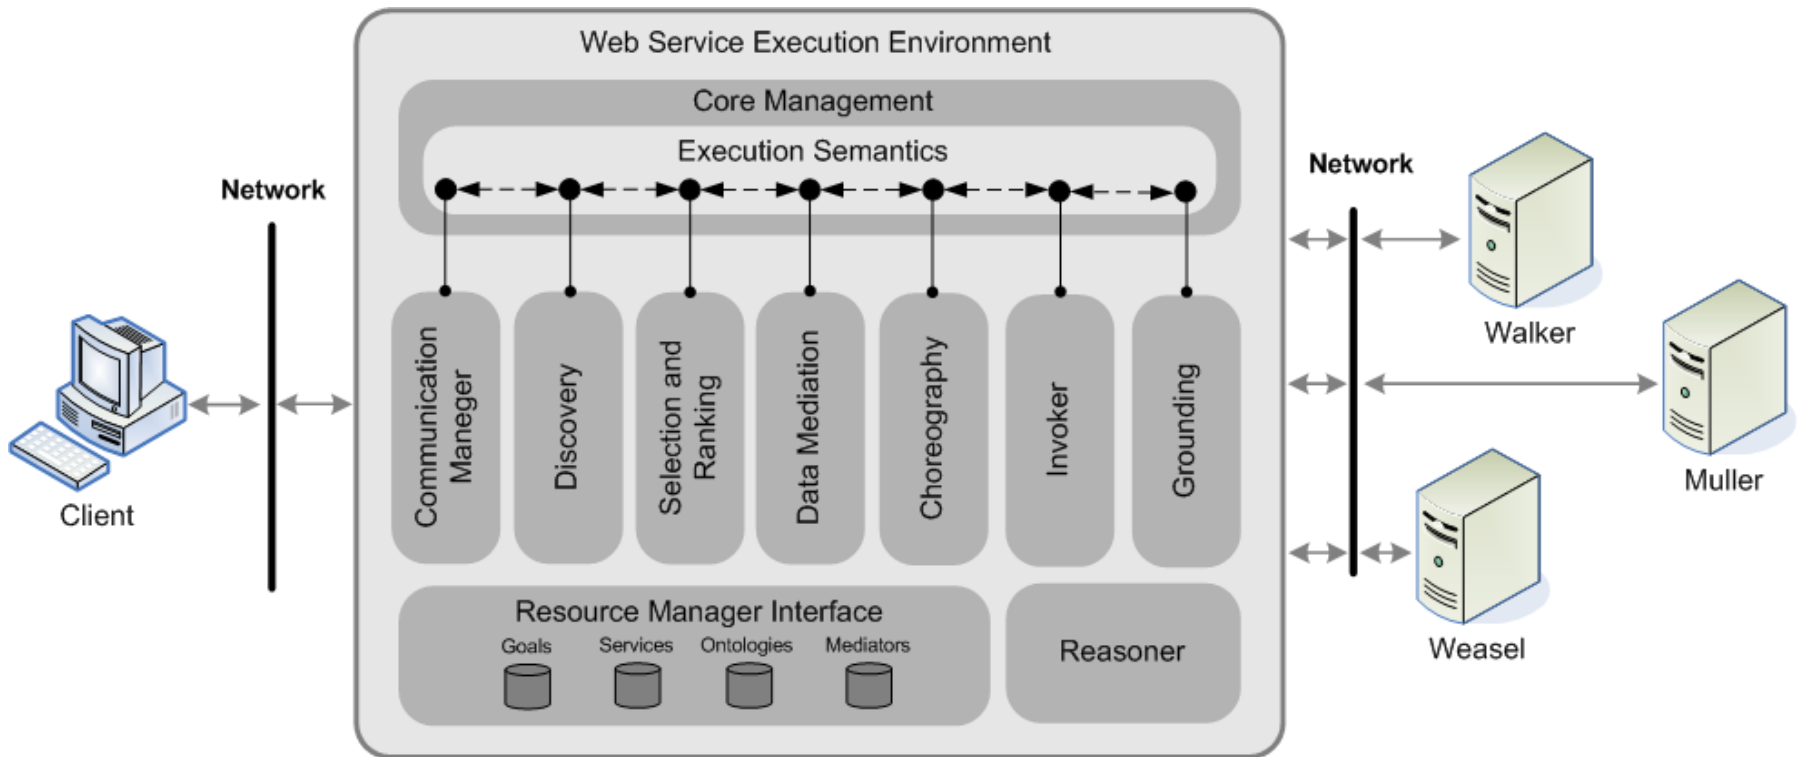 Web Service Execution Environment
Core Management
Execution Semantics
Network
Network
Communication
Maneger
Discovery
Selection and
Ranking
Data Mediation
Choreography
Invoker
Grounding
Client
Walker
Muller
Weasel
Resource Manager Interface
Goals
Services
Ontologies
Mediators
Reasoner